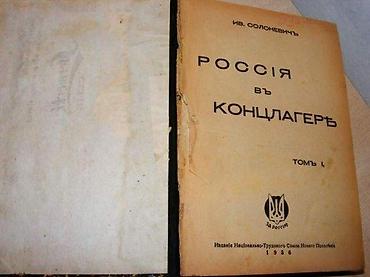 ИВ. СОЛОНЕВИЧЪ
РОССІЯ
ВЪ
КОНЦЛАГЕРѢ
ТОМЪ I.
ЗА РОССІЮ
Изданіе Національно-Трудового Союза Новаго Поколѣнія
1936